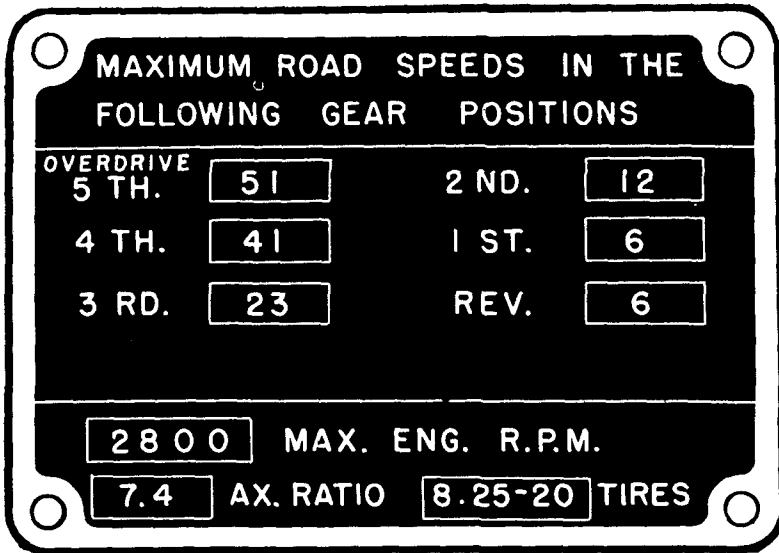 MAXIMUM ROAD SPEEDS IN THE
FOLLOWING GEAR POSITIONS
OVERDRIVE
5 TH. 51 2 ND. 12
4 TH. 41 1 ST. 6
3 RD. 23 REV. 6
2800 MAX. ENG. R.P.M.
7.4 AX. RATIO 8.25-20 TIRES